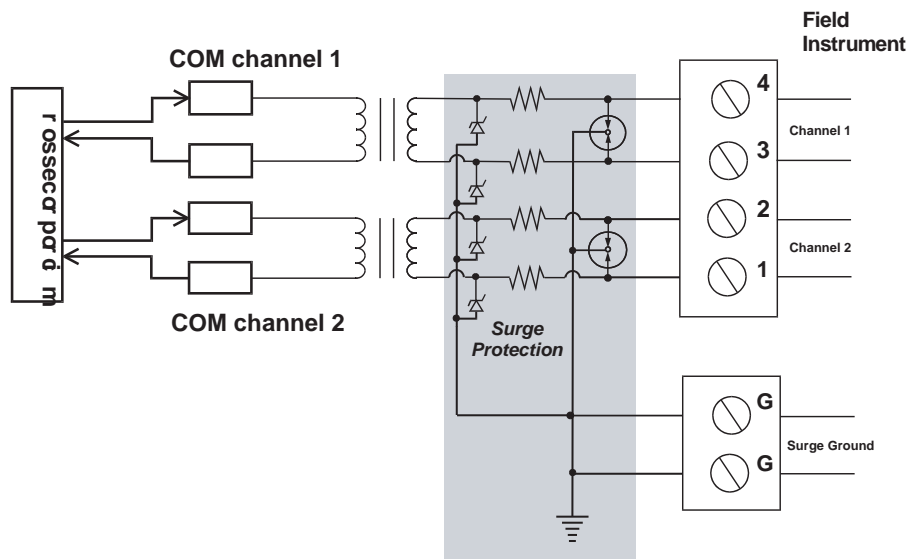 Field
Instrument
COM channel 1
4
Channel 1
3
2
Channel 2
1
COM channel 2
Surge
Protection
G
Surge Ground
G